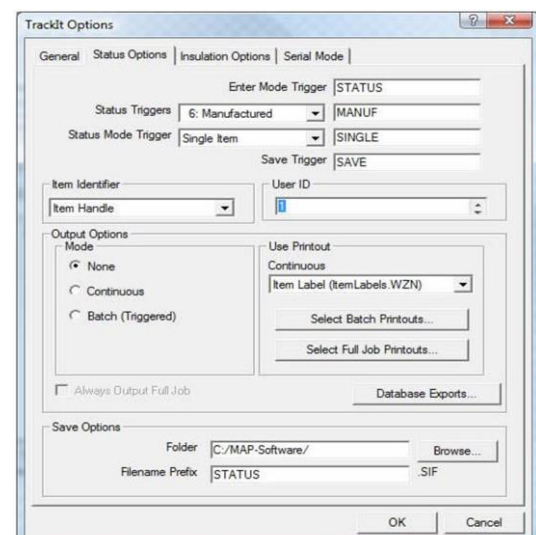 TrackIt Options
General Status Options Insulation Options Serial Mode
Enter Mode Trigger STATUS
Status Triggers 6: Manufactured MANUF
Status Mode Trigger Single Item SINGLE
Save Trigger SAVE
Item Identifier
Item Handle
User ID
1
Output Options
Mode
None
Continuous
Batch (Triggered)
Use Printout
Continuous
Item Label (ItemLabels.WZN)
Select Batch Printouts...
Select Full Job Printouts...
Always Output Full Job
Database Exports...
Save Options
Folder C:/MAP-Software/ Browse...
Filename Prefix STATUS .SIF
OK Cancel